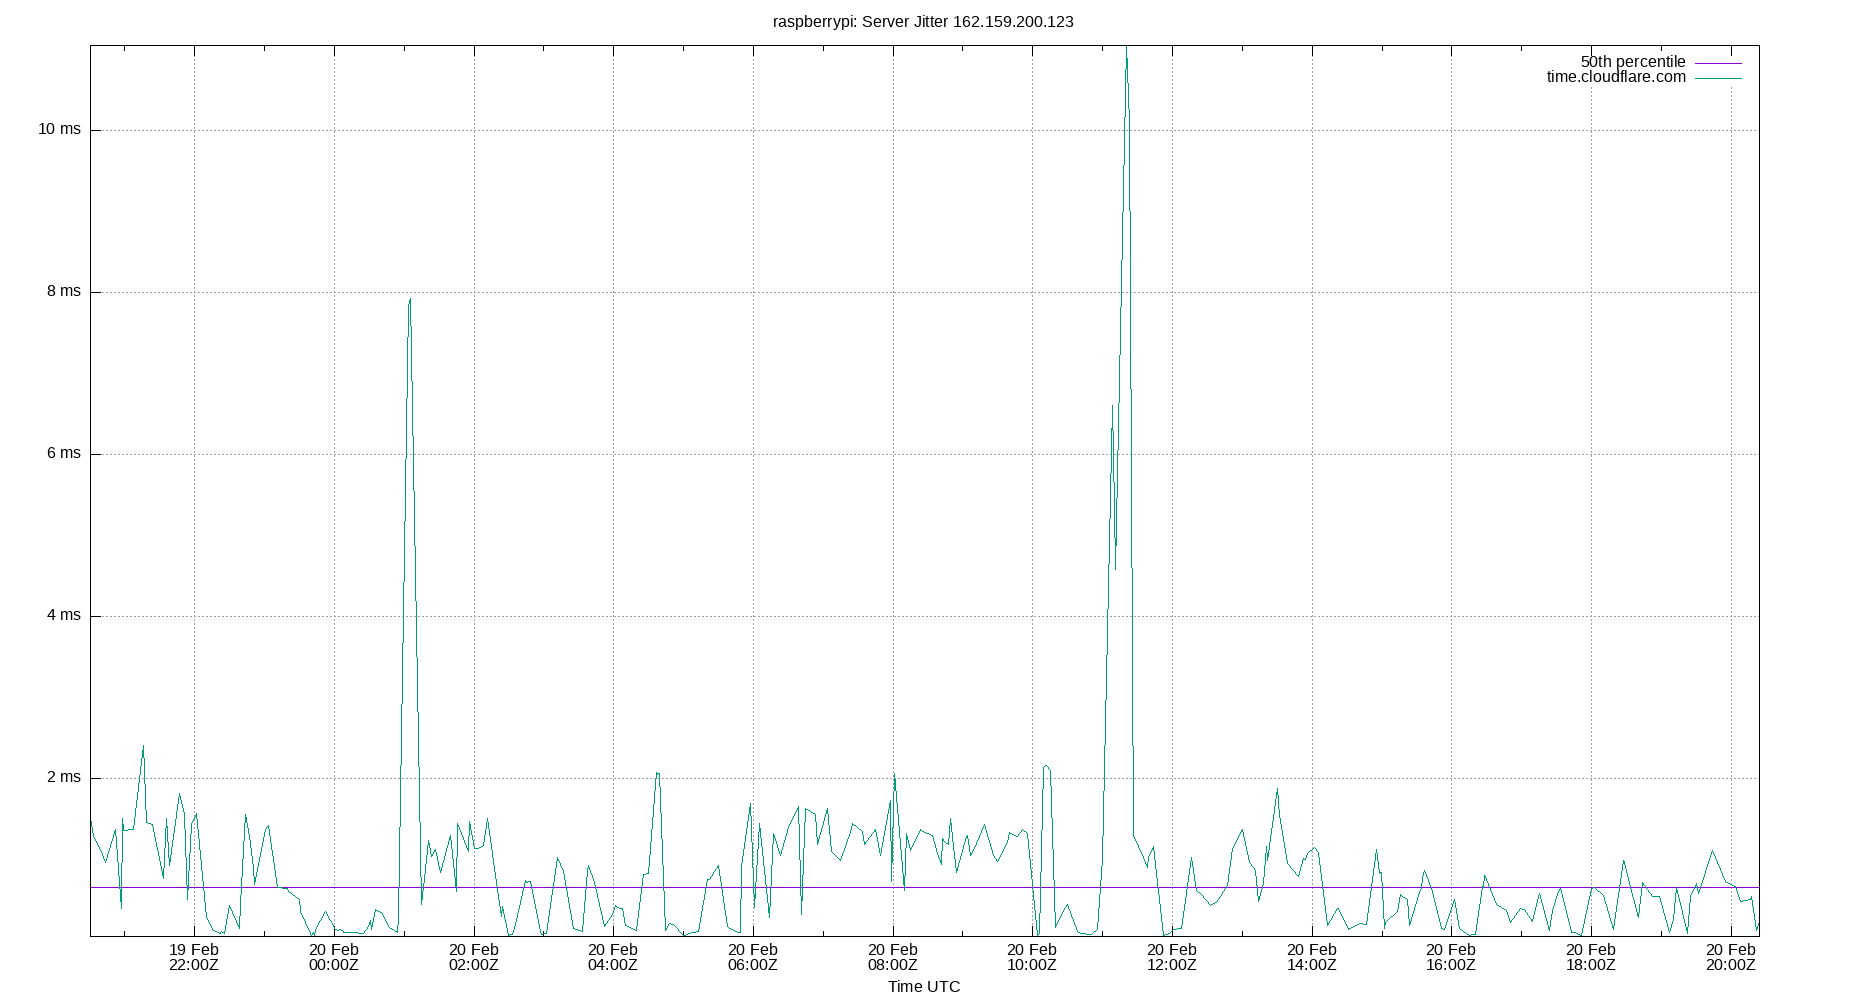 raspberrypi: Server Jitter 162.159.200.123
50th percentile
time.cloudflare.com
10 ms
8 ms
6 ms
4 ms
2 ms
19 Feb 20 Feb 20 Feb 20 Feb 20 Feb 20 Feb 20 Feb 20 Feb 20 Feb 20 Feb 20 Feb 20 Feb
22:00Z 00:00Z 02:00Z 04:00Z 06:00Z 08:00Z 10:00Z 12:00Z 14:00Z 16:00Z 18:00Z 20:00Z
Time UTC